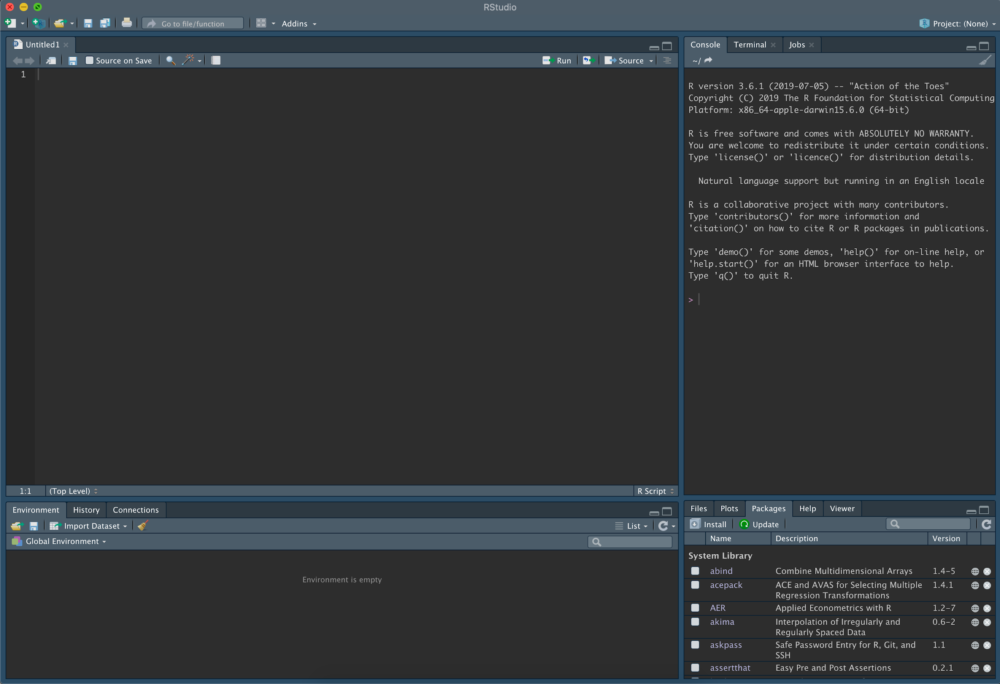 RStudio
Go to file/function
Addins
Project: (None)
Untitled1
Source on Save
Run
Source
1
1:1
(Top Level)
R Script
Console
Terminal
Jobs
~/
R version 3.6.1 (2019-07-05) -- "Action of the Toes"
Copyright (C) 2019 The R Foundation for Statistical Computing
Platform: x86_64-apple-darwin15.6.0 (64-bit)
R is free software and comes with ABSOLUTELY NO WARRANTY.
You are welcome to redistribute it under certain conditions.
Type 'license()' or 'licence()' for distribution details.
Natural language support but running in an English locale
R is a collaborative project with many contributors.
Type 'contributors()' for more information and
'citation()' on how to cite R or R packages in publications.
Type 'demo()' for some demos, 'help()' for on-line help, or
'help.start()' for an HTML browser interface to help.
Type 'q()' to quit R.
>
Environment
History
Connections
Import Dataset
List
Global Environment
Environment is empty
Files
Plots
Packages
Help
Viewer
Install
Update
Name
Description
Version
System Library
abind
Combine Multidimensional Arrays
1.4-5
acepack
ACE and AVAS for Selecting Multiple
Regression Transformations
1.4.1
AER
Applied Econometrics with R
1.2-7
akima
Interpolation of Irregularly and
Regularly Spaced Data
0.6-2
askpass
Safe Password Entry for R, Git, and
SSH
1.1
assertthat
Easy Pre and Post Assertions
0.2.1